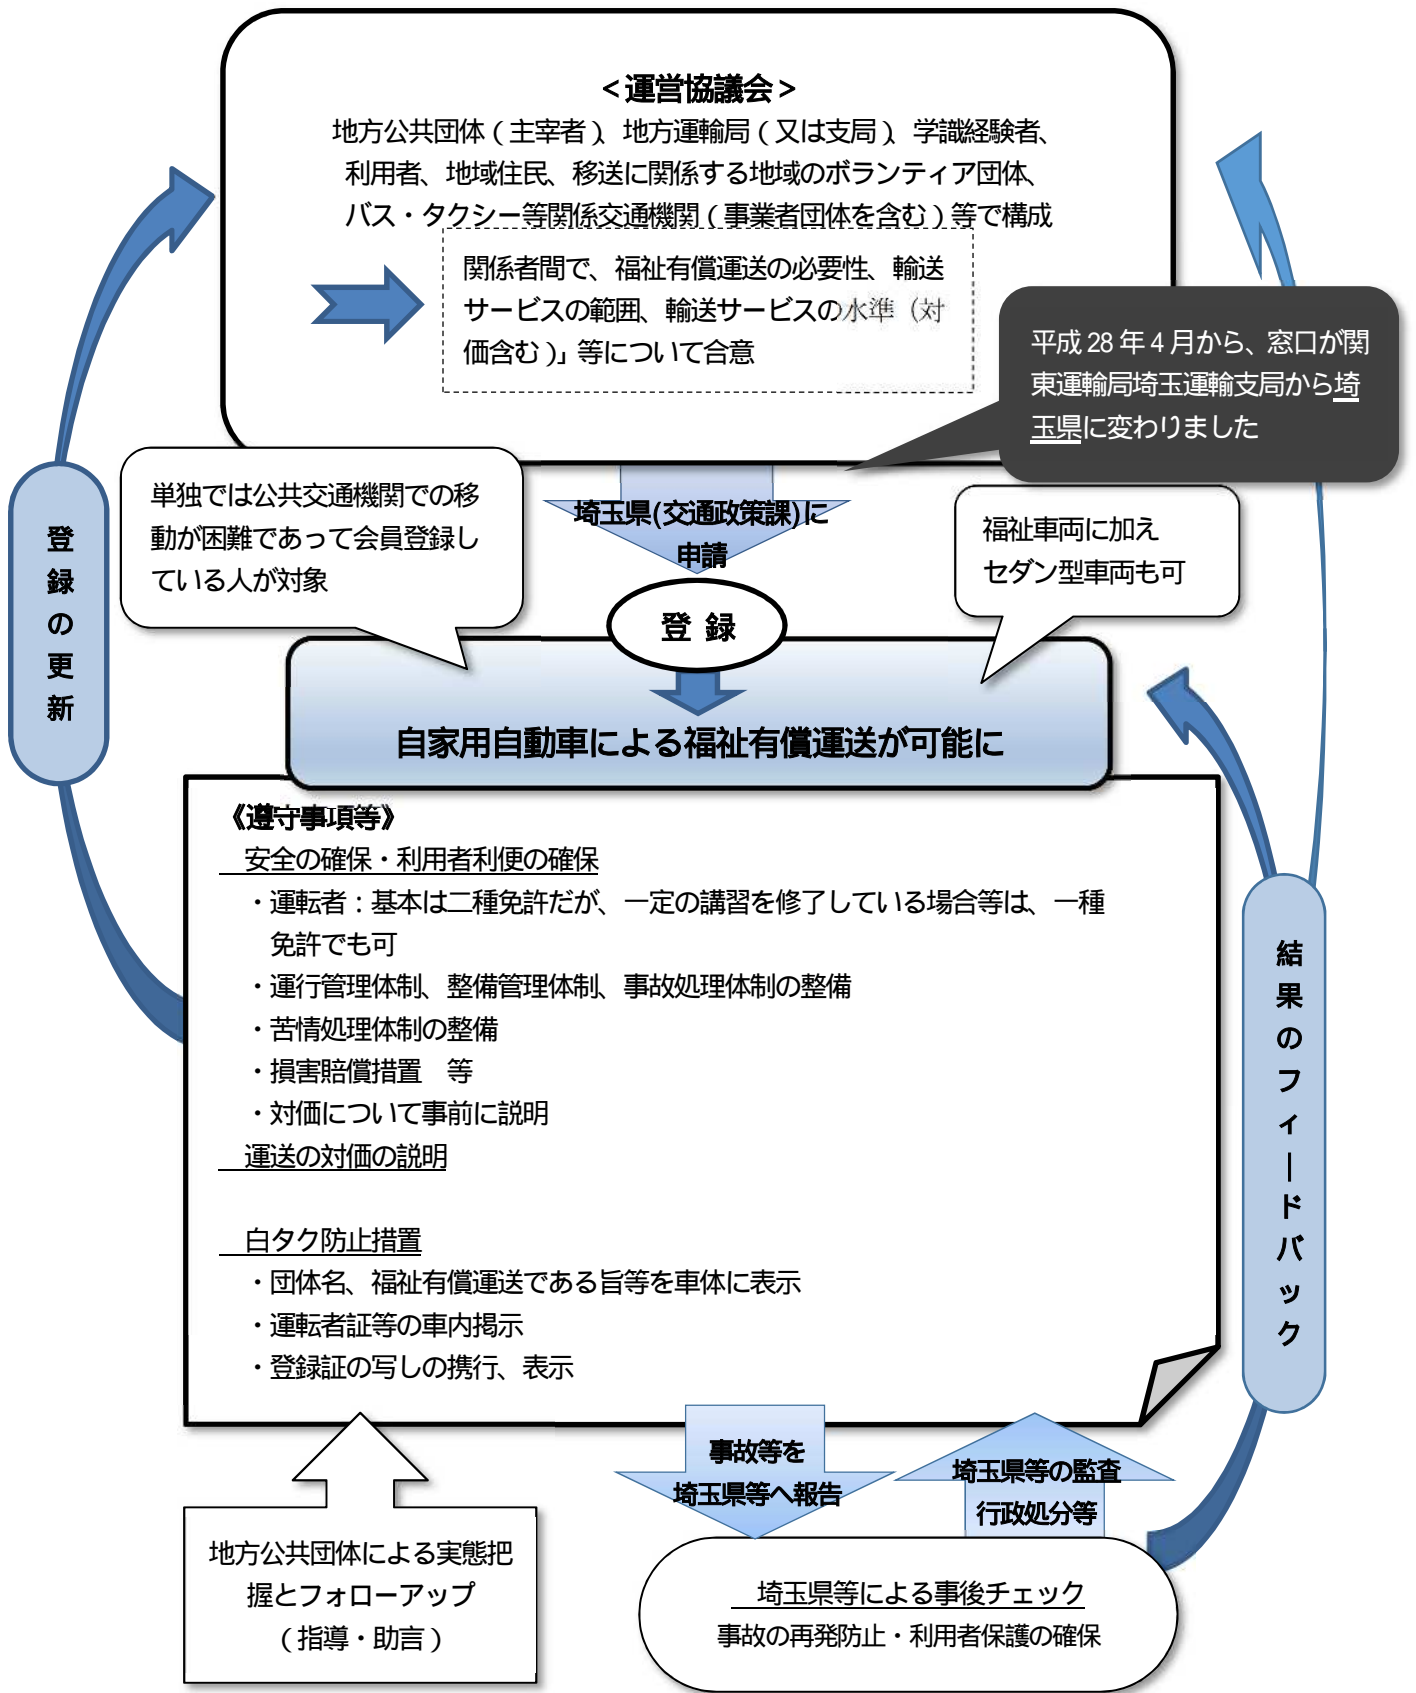 ＜運営協議会＞
地方公共団体（主宰者）、地方運輸局（又は支局）、学識経験者、
利用者、地域住民、移送に関係する地域のボランティア団体、
バス・タクシー等関係交通機関（事業者団体を含む）等で構成
関係者間で、福祉有償運送の必要性、輸送
サービスの範囲、輸送サービスの水準（対
価含む）」等について合意
平成28年4月から、窓口が関
東運輸局埼玉運輸支局から埼
玉県に変わりました
単独では公共交通機関での移
動が困難であって会員登録し
ている人が対象
埼玉県(交通政策課)に
申請
福祉車両に加え
セダン型車両も可
登録の更新
登 録
自家用自動車による福祉有償運送が可能に
《遵守事項等》
安全の確保・利用者利便の確保
・運転者：基本は二種免許だが、一定の講習を修了している場合等は、一種
免許でも可
・運行管理体制、整備管理体制、事故処理体制の整備
・苦情処理体制の整備
・損害賠償措置　等
・対価について事前に説明
運送の対価の説明
白タク防止措置
・団体名、福祉有償運送である旨等を車体に表示
・運転者証等の車内掲示
・登録証の写しの携行、表示
結果のフィードバック
事故等を
埼玉県等へ報告
埼玉県等の監査
行政処分等
地方公共団体による実態把
握とフォローアップ
（指導・助言）
埼玉県等による事後チェック
事故の再発防止・利用者保護の確保